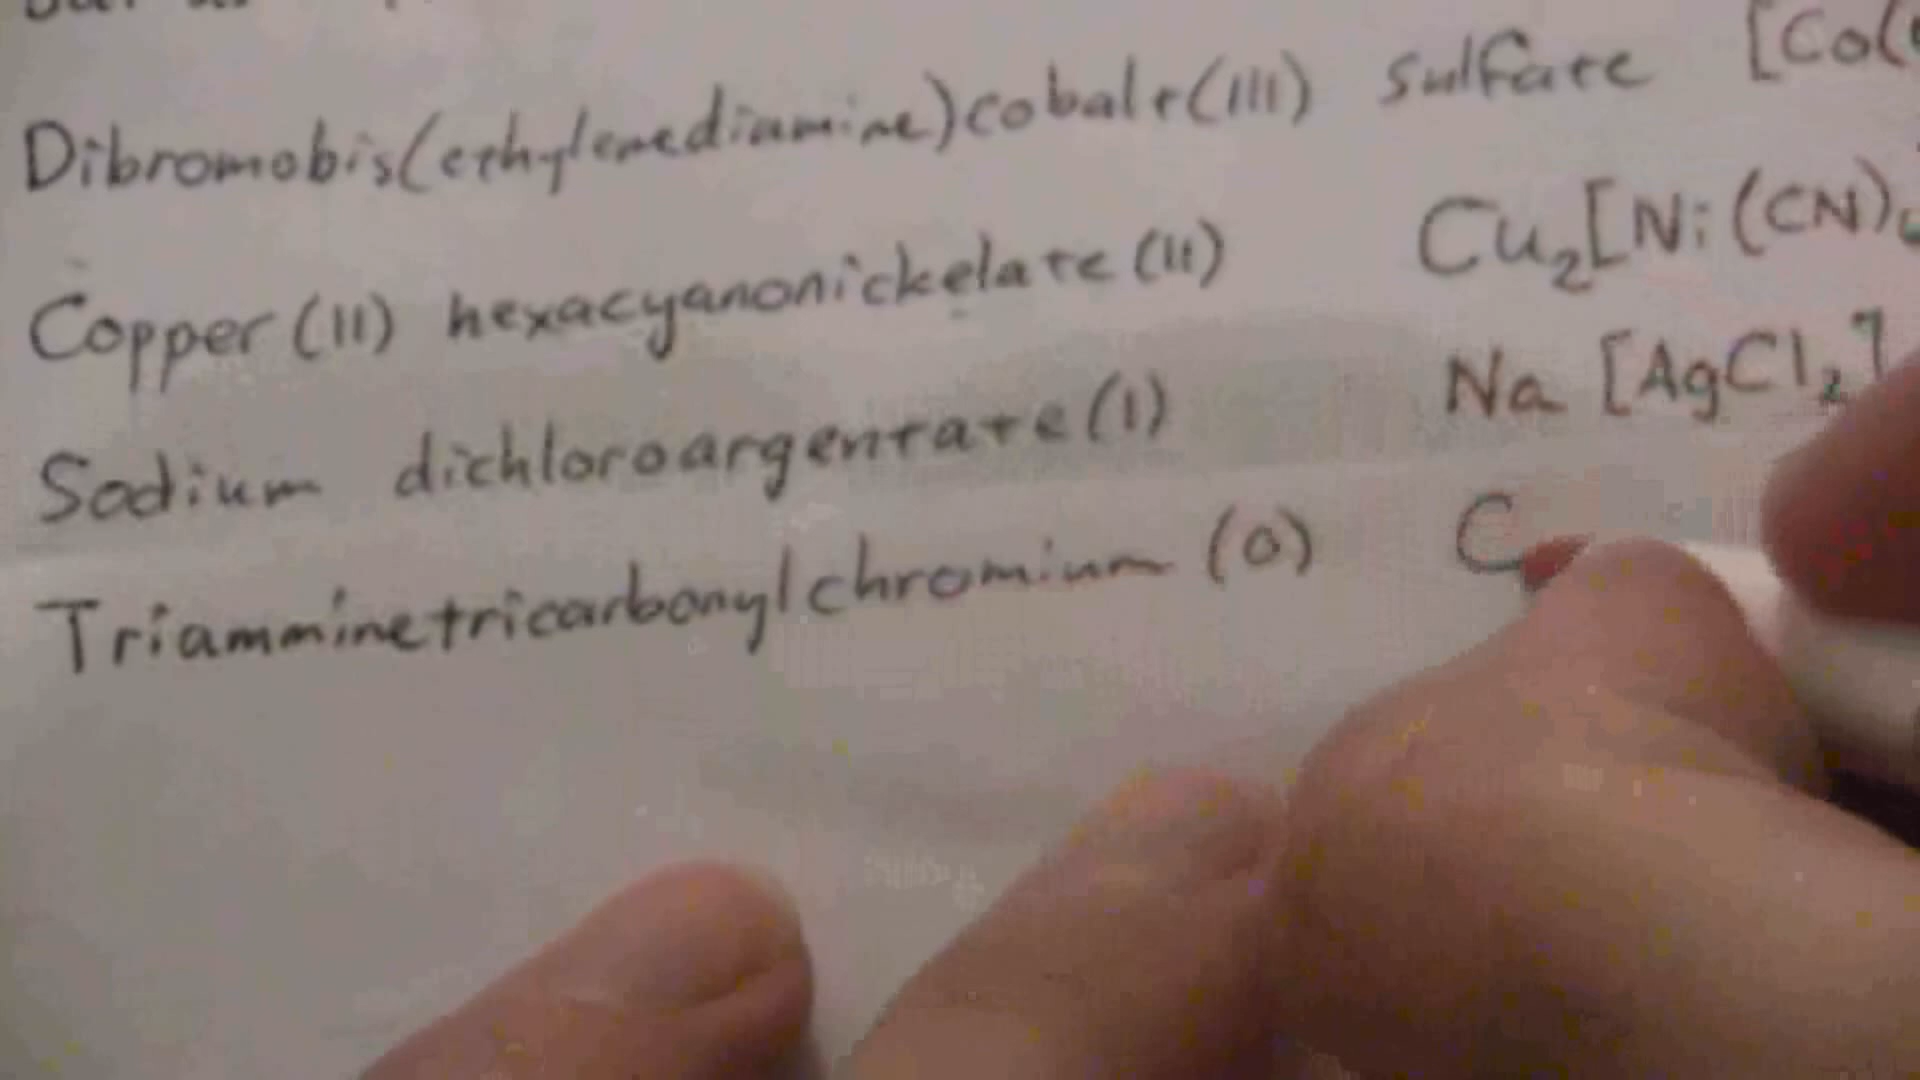 Dibromobis(ethylenediamine)cobalt(III) sulfate [Co(
Copper(II) hexacyanonickelate(II) Cu₂[Ni(CN)₆
Sodium dichloroargentate(I) Na[AgCl₂]
Triamminetricarbonylchromium(0) C